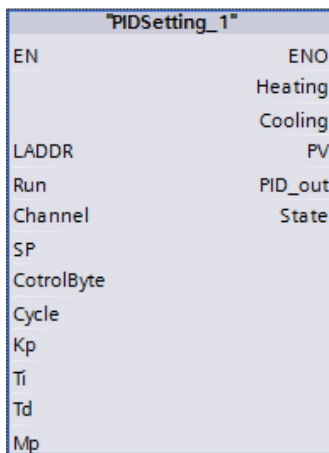 "PIDSetting_1"
EN ENO
Heating
Cooling
LADDR PV
Run PID_out
Channel State
SP
CotrolByte
Cycle
Kp
Ti
Td
Mp